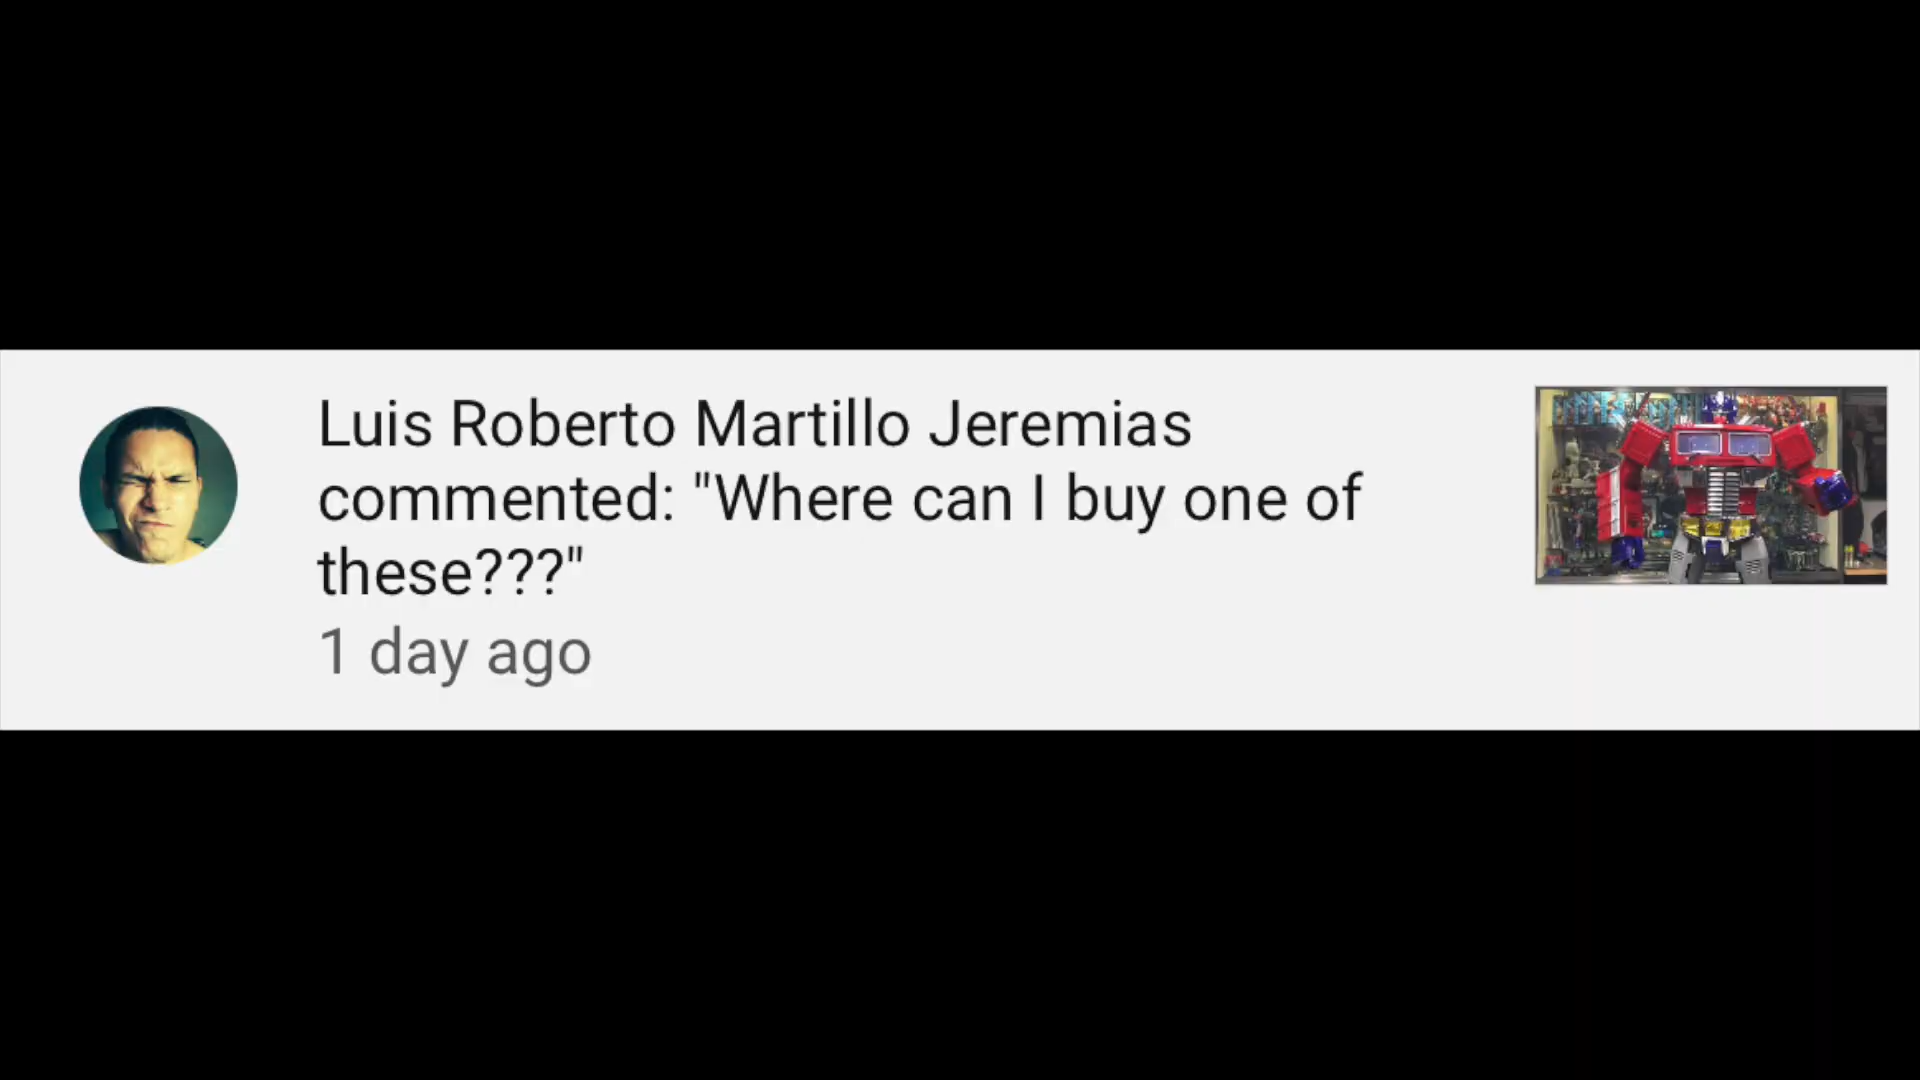 Luis Roberto Martillo Jeremias
commented: "Where can I buy one of
these???"
1 day ago